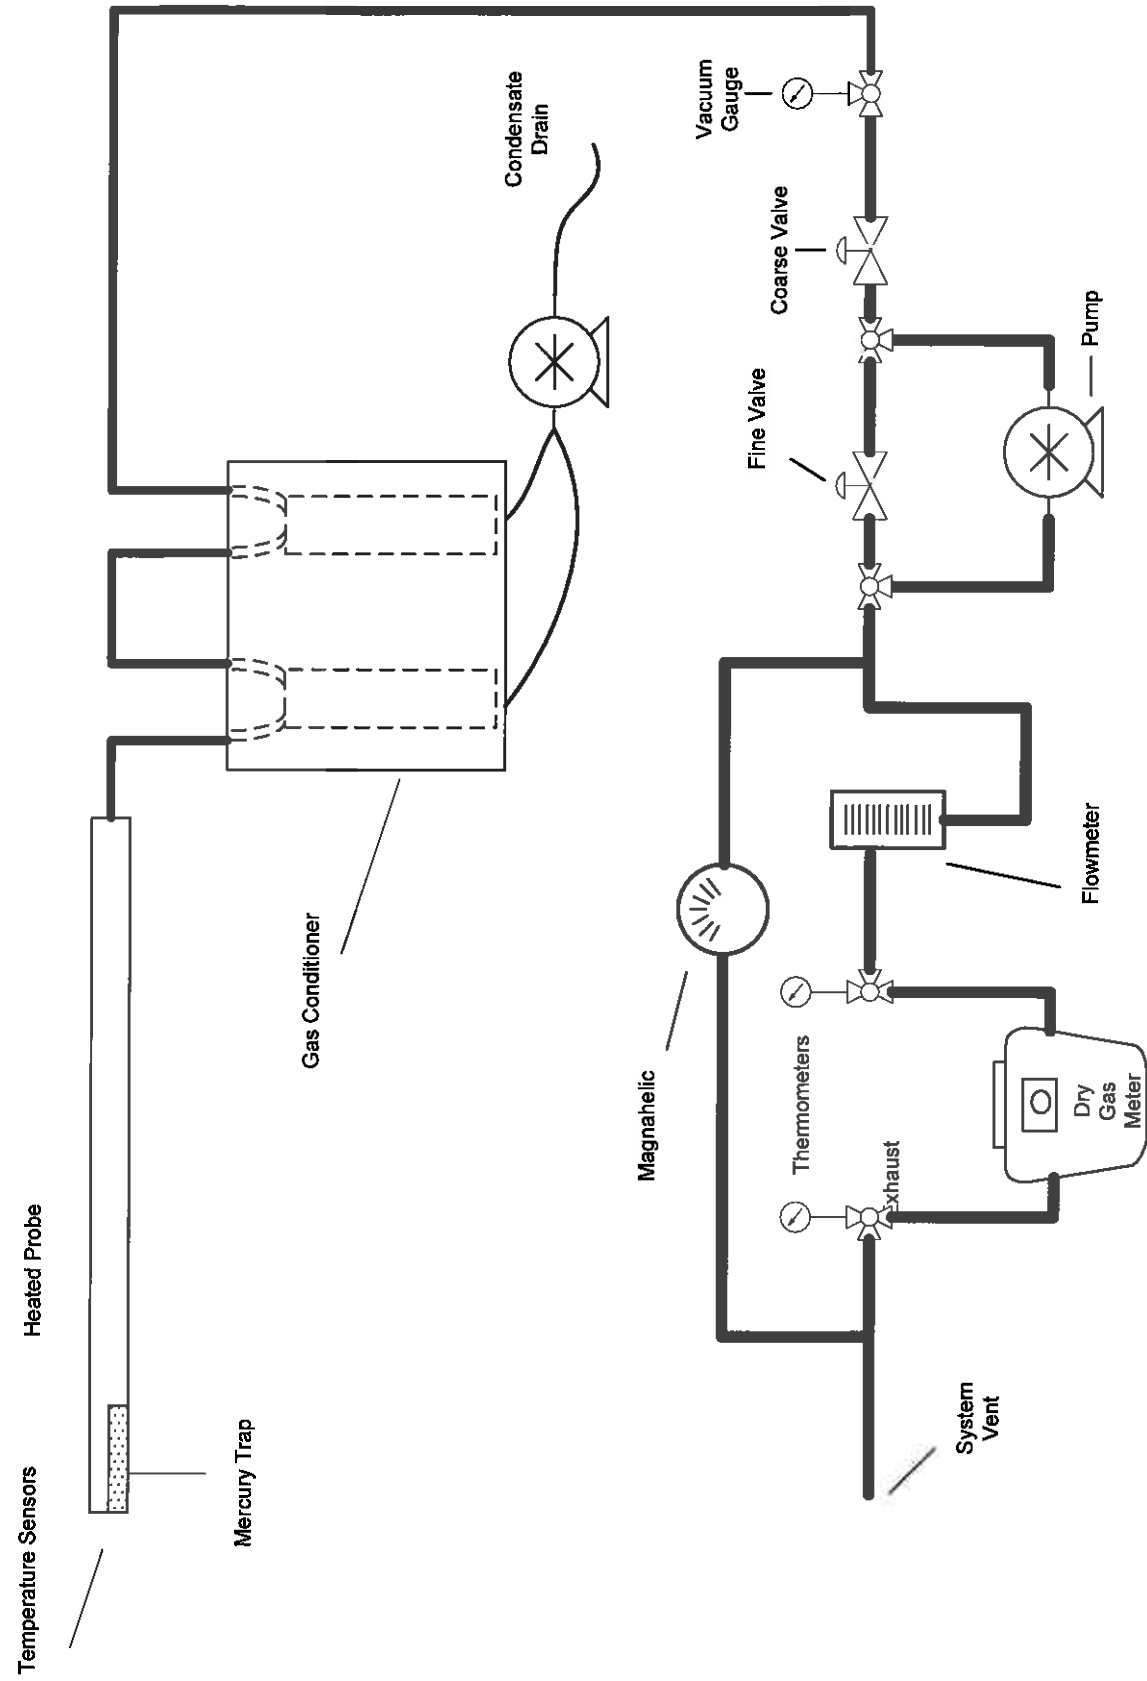 Temperature Sensors
Heated Probe
Mercury Trap
Gas Conditioner
Condensate
Drain
Vacuum
Gauge
Coarse Valve
Fine Valve
Pump
Magnahelic
Flowmeter
Thermometers
xhaust
Dry
Gas
Meter
System
Vent